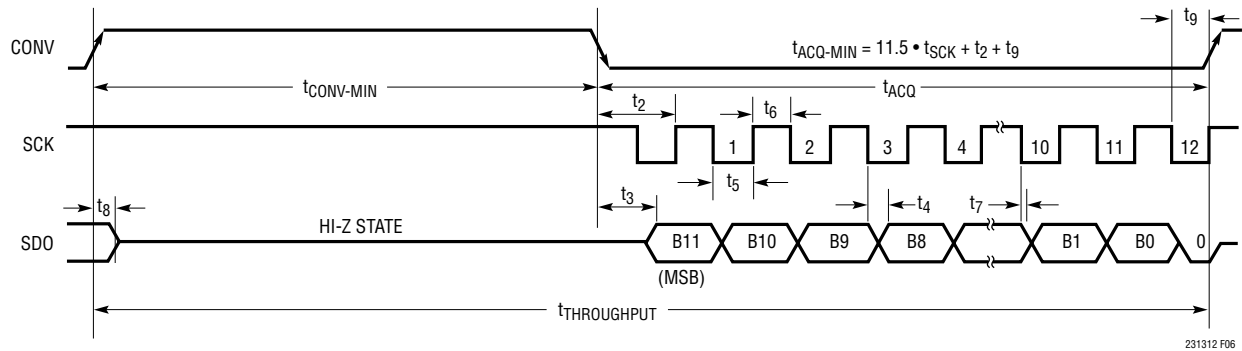 CONV
tCONV-MIN
tACQ-MIN = 11.5 • tSCK + t2 + t9
tACQ
t9
SCK
t2
t6
1 2 3 4 10 11 12
t5
SDO
t8
HI-Z STATE
t3
t4
t7
B11 B10 B9 B8 B1 B0 0
(MSB)
tTHROUGHPUT
231312 F06